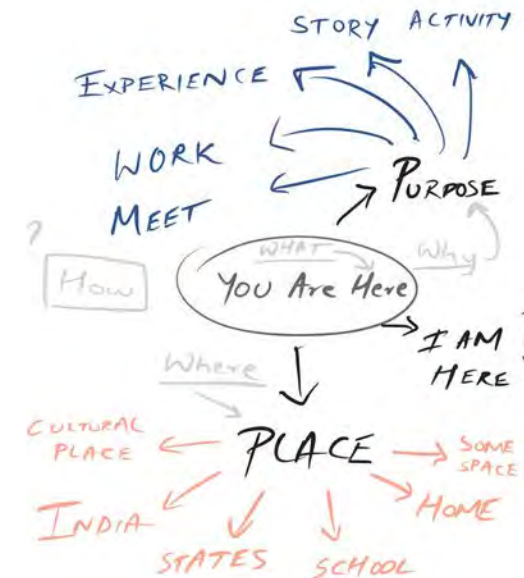 STORY ACTIVITY
EXPERIENCE
WORK
MEET
PURPOSE
?
How
WHAT
Why
You Are Here
I AM
HERE
Where
CULTURAL
PLACE
PLACE
SOME
SPACE
INDIA
HOME
STATES
SCHOOL